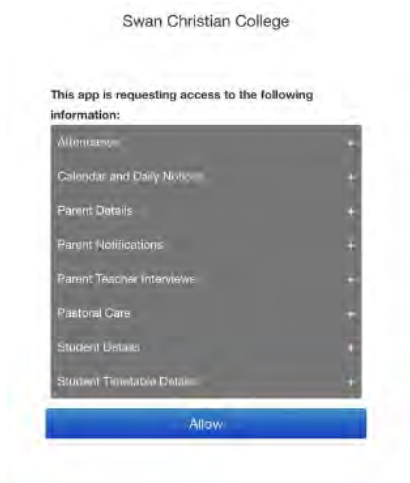 Swan Christian College
This app is requesting access to the following
information:
Attendance +
Calendar and Daily Notices +
Parent Details +
Parent Notifications +
Parent Teacher Interviews +
Pastoral Care +
Student Details +
Student Timetable Details +
Allow